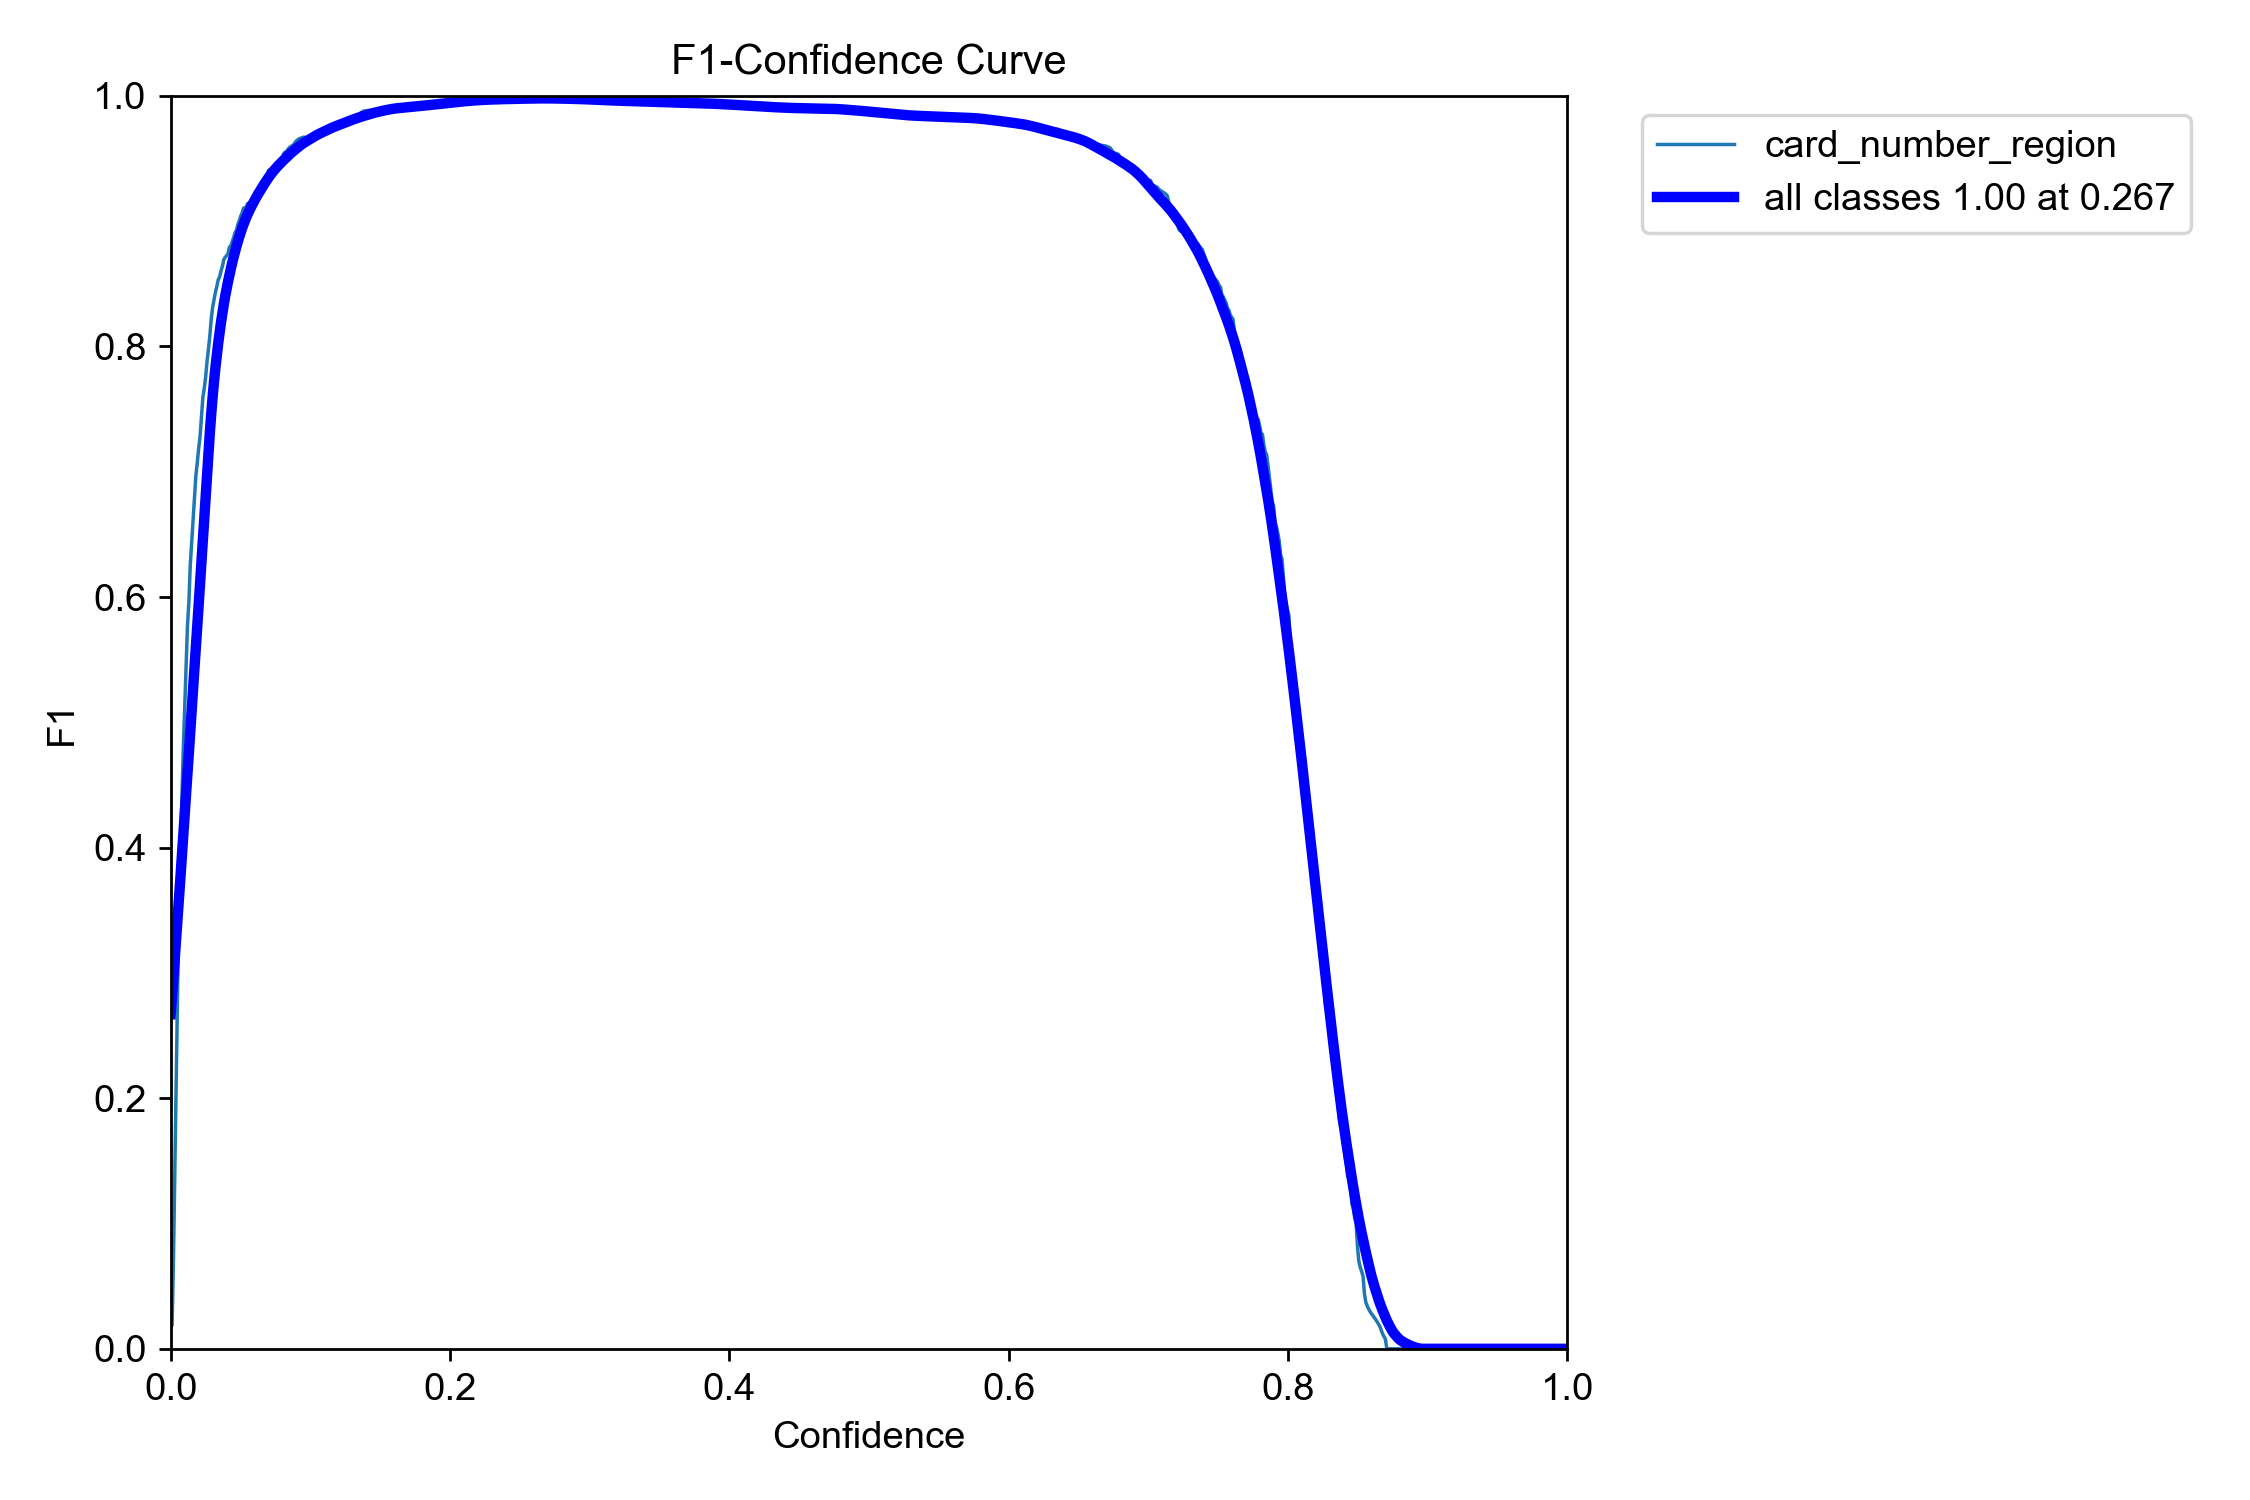 F1-Confidence Curve
1.0
0.8
0.6
0.4
0.2
0.0
F1
0.0 0.2 0.4 0.6 0.8 1.0
Confidence
card_number_region
all classes 1.00 at 0.267